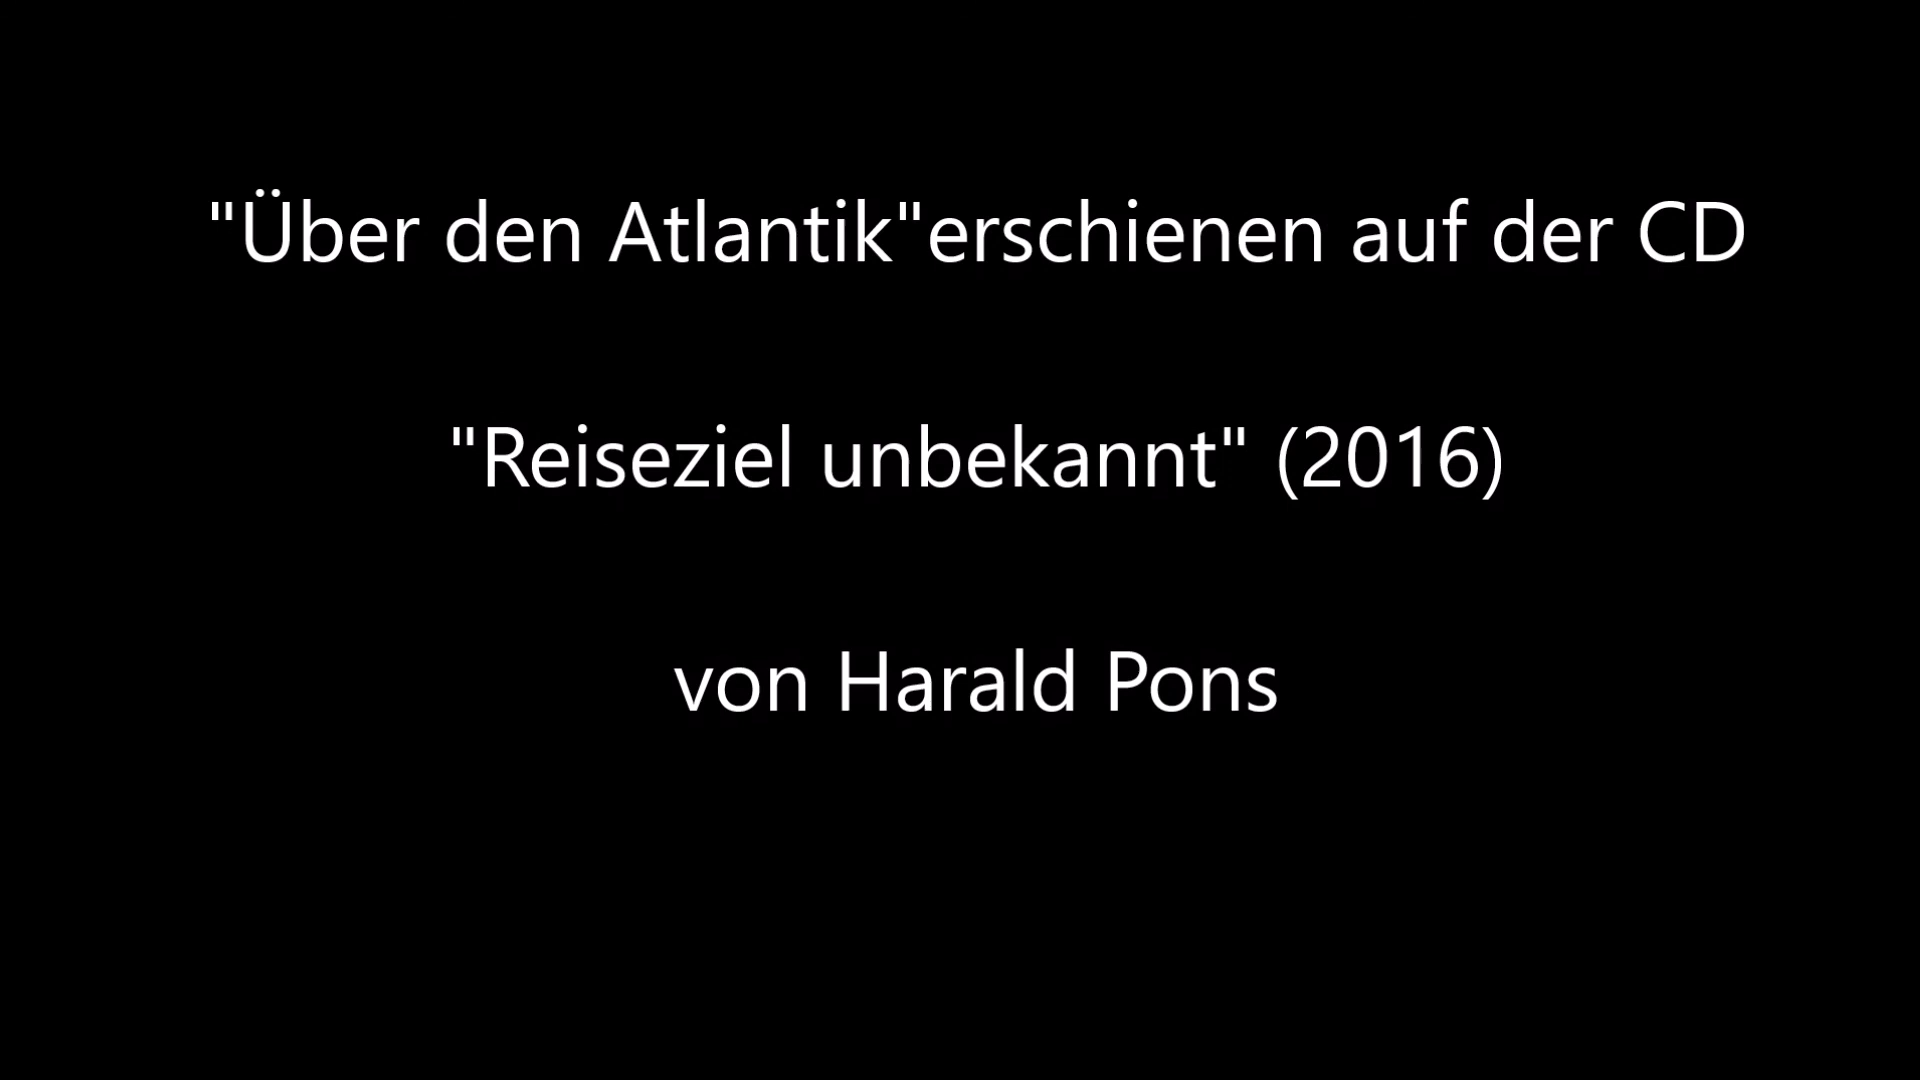 "Über den Atlantik"erschienen auf der CD
"Reiseziel unbekannt" (2016)
von Harald Pons